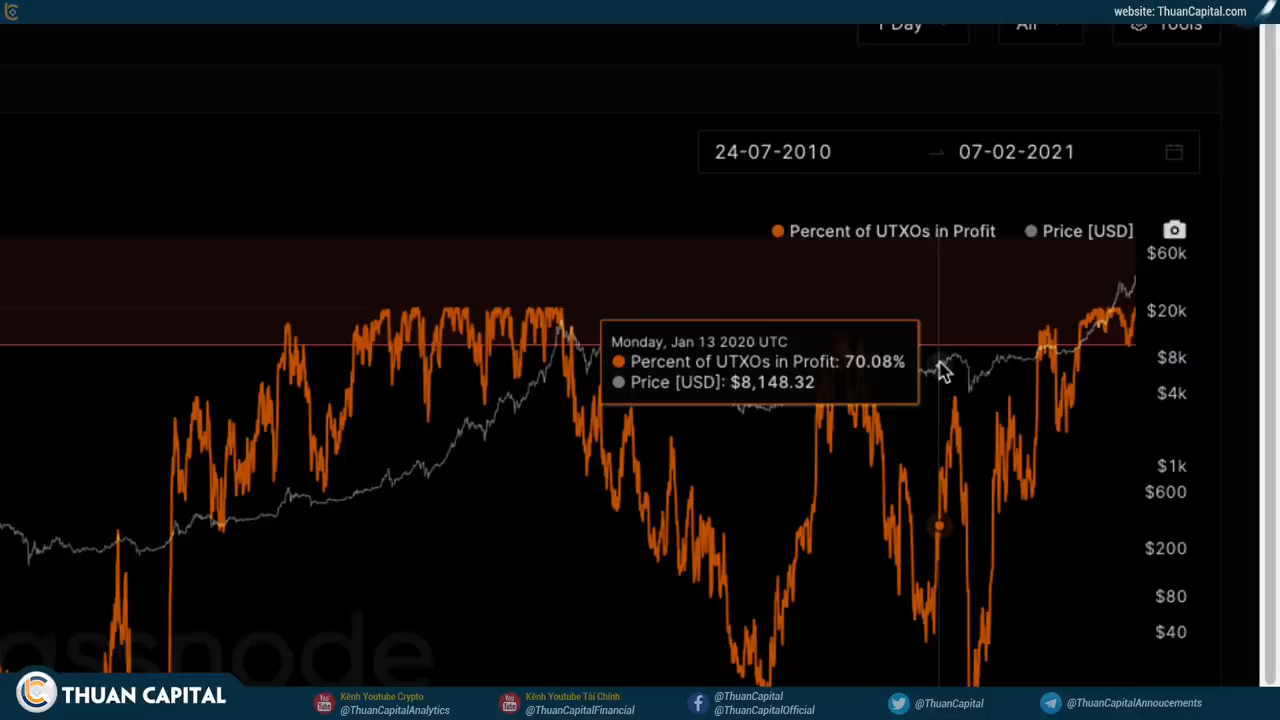 website: ThuanCapital.com
1 Day
All
Tools
24-07-2010 → 07-02-2021
Percent of UTXOs in Profit
Price [USD]
$60k
$20k
$8k
$4k
$1k
$600
$200
$80
$40
Monday, Jan 13 2020 UTC
Percent of UTXOs in Profit: 70.08%
Price [USD]: $8,148.32
assnode
THUAN CAPITAL
Kênh Youtube Crypto
@ThuanCapitalAnalytics
Kênh Youtube Tài Chính
@ThuanCapitalFinancial
@ThuanCapital
@ThuanCapitalOfficial
@ThuanCapital
@ThuanCapitalAnnoucements